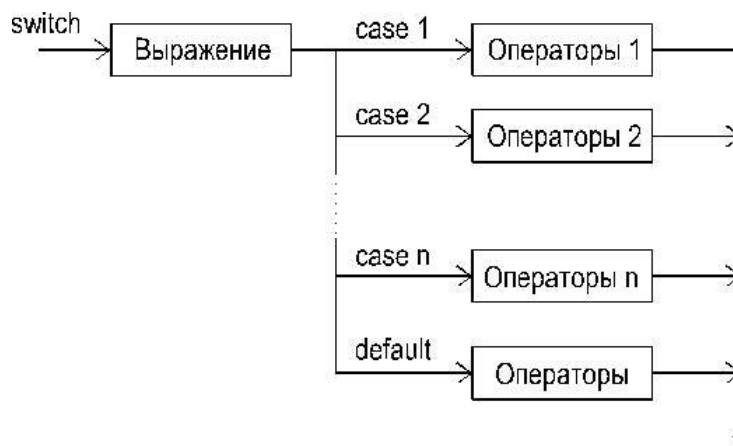 switch
Выражение
case 1
Операторы 1
case 2
Операторы 2
case n
Операторы n
default
Операторы